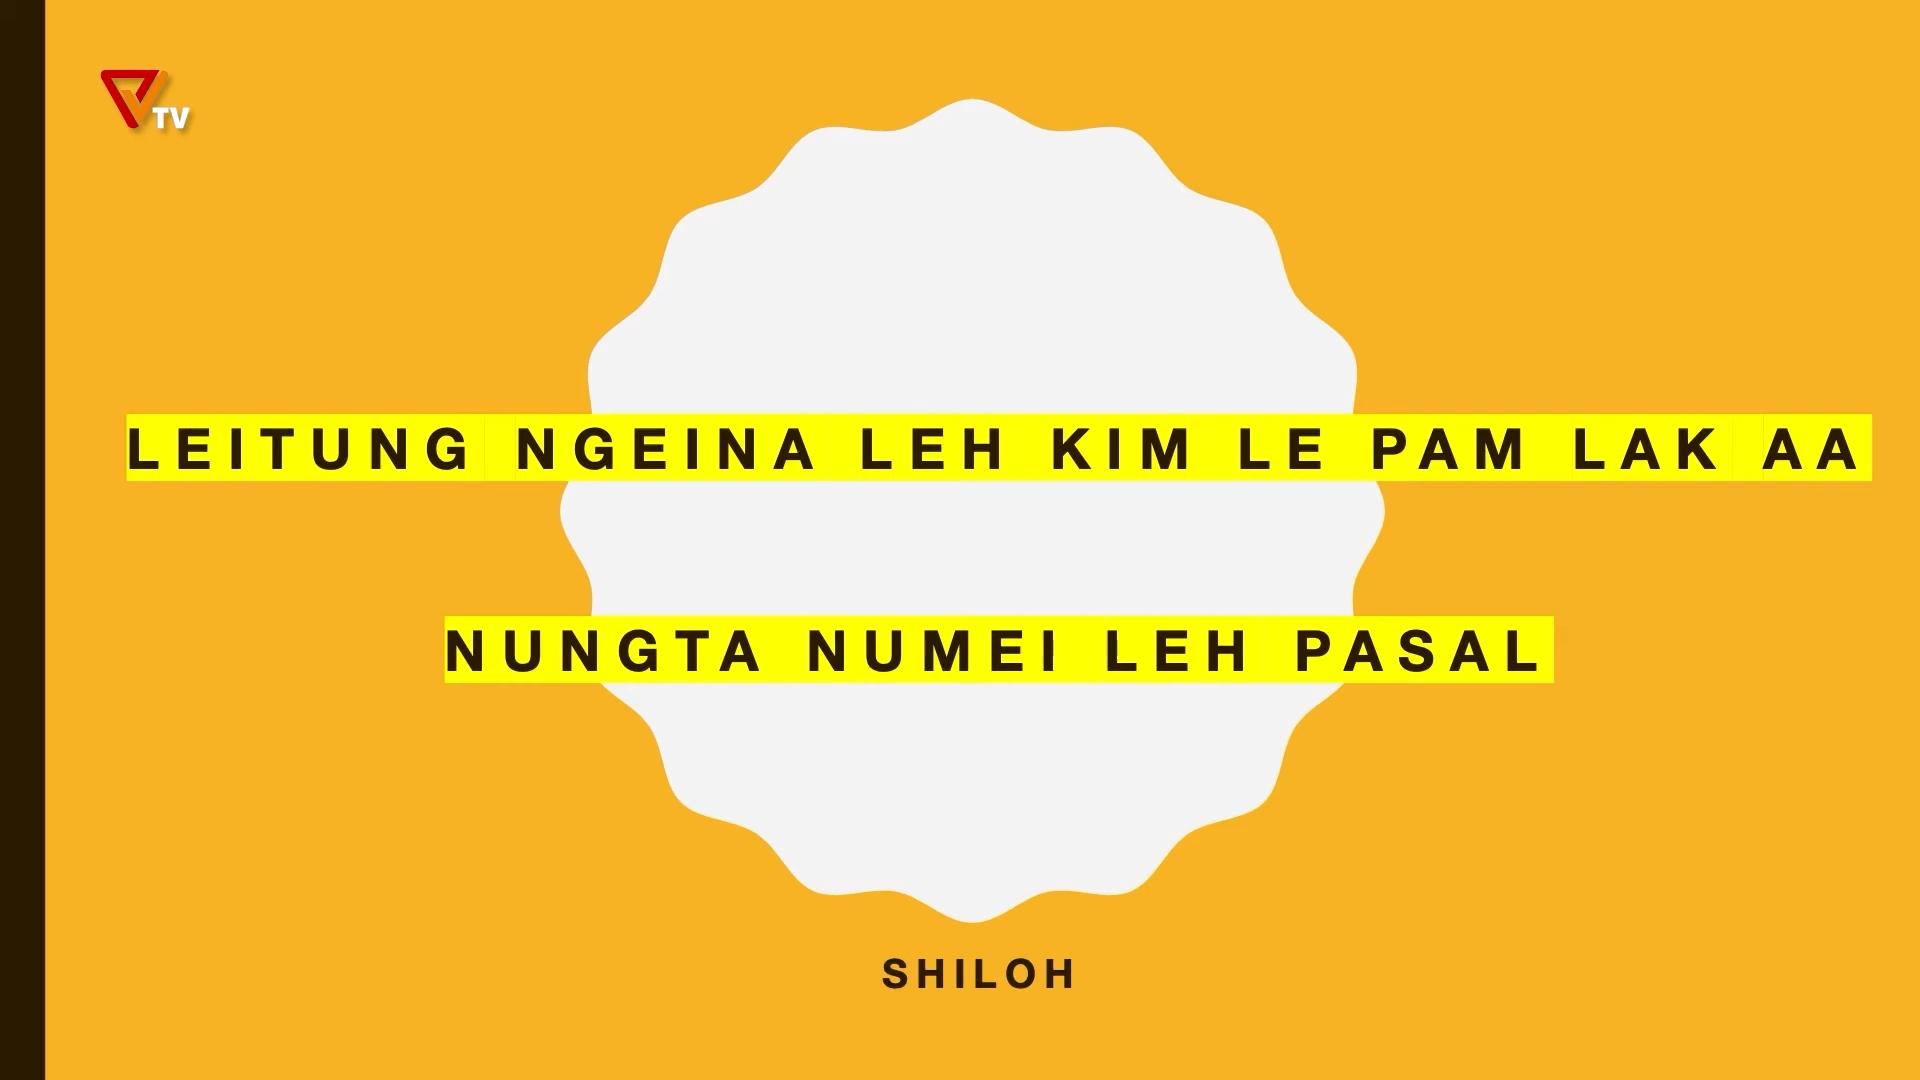 TV
LEITUNG NGEINA LEH KIM LE PAM LAK AA
NUNGTA NUMEI LEH PASAL
SHILOH